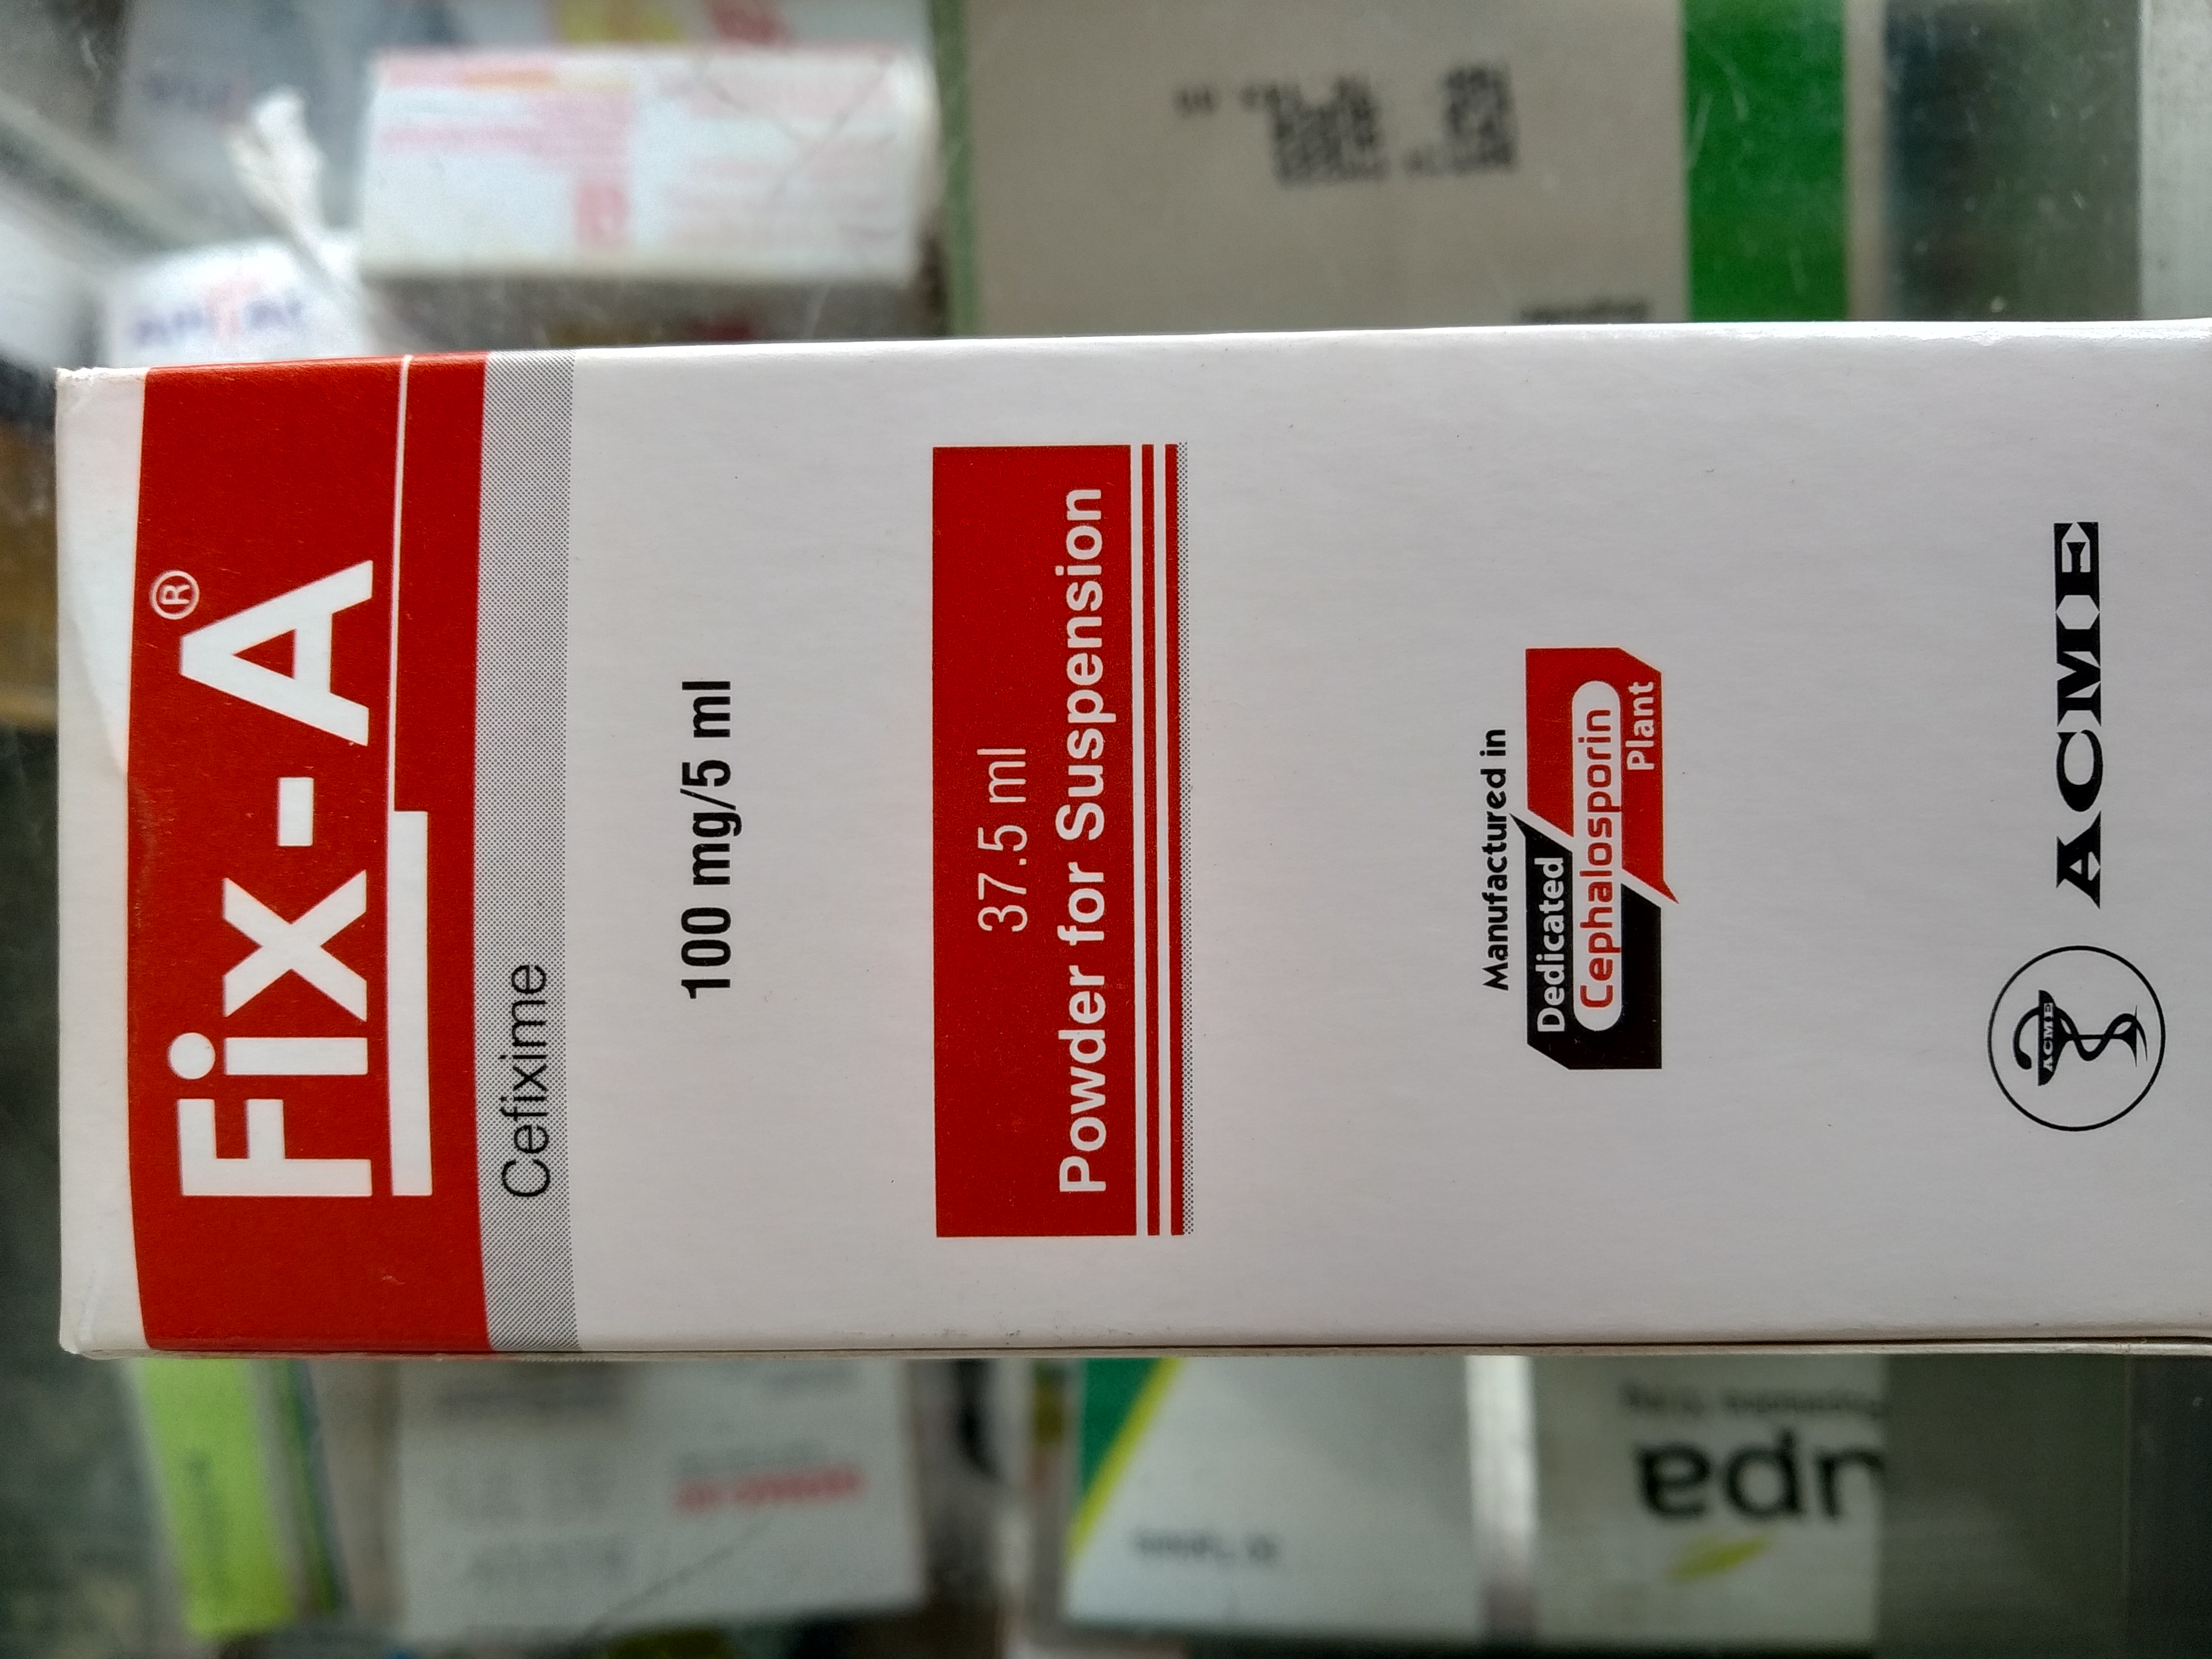 Fix-A®
Cefixime
100 mg/5 ml
37.5 ml
Powder for Suspension
Manufactured in
Dedicated
Cephalosporin
Plant
ACME
ACME
upa